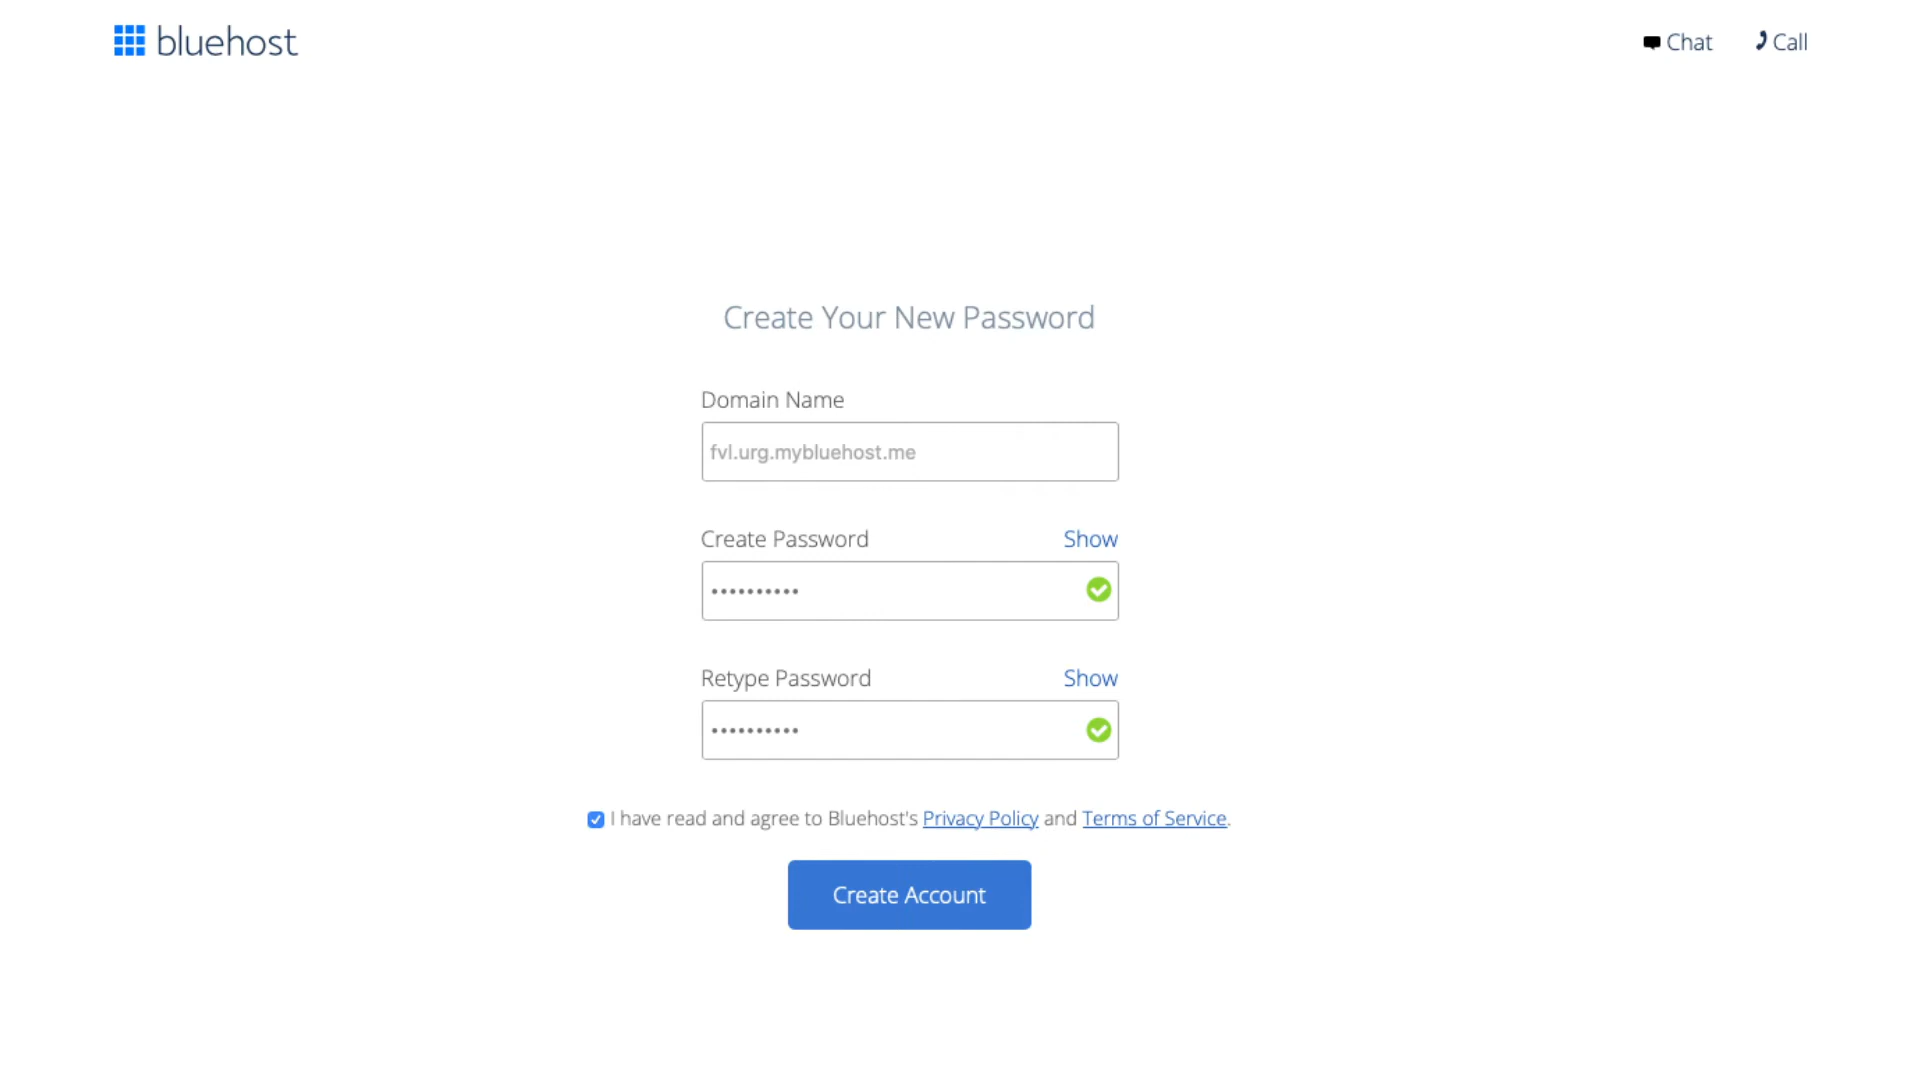 bluehost
Chat Call
Create Your New Password
Domain Name
fvl.urg.mybluehost.me
Create Password Show
••••••••••
Retype Password Show
••••••••••
I have read and agree to Bluehost's Privacy Policy and Terms of Service.
Create Account